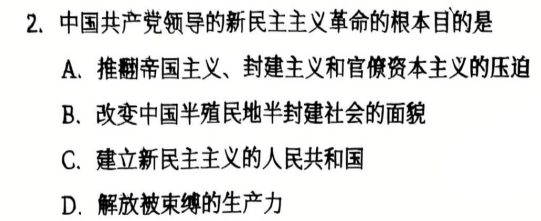 2. 中国共产党领导的新民主主义革命的根本目的是
A. 推翻帝国主义、封建主义和官僚资本主义的压迫
B. 改变中国半殖民地半封建社会的面貌
C. 建立新民主主义的人民共和国
D. 解放被束缚的生产力